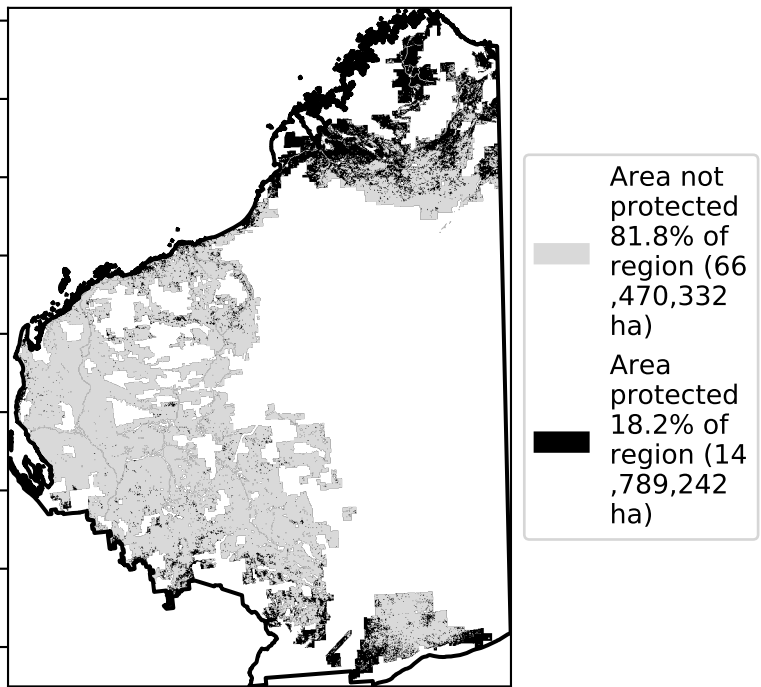 Area not
protected
81.8% of
region (66
,470,332
ha)
Area
protected
18.2% of
region (14
,789,242
ha)